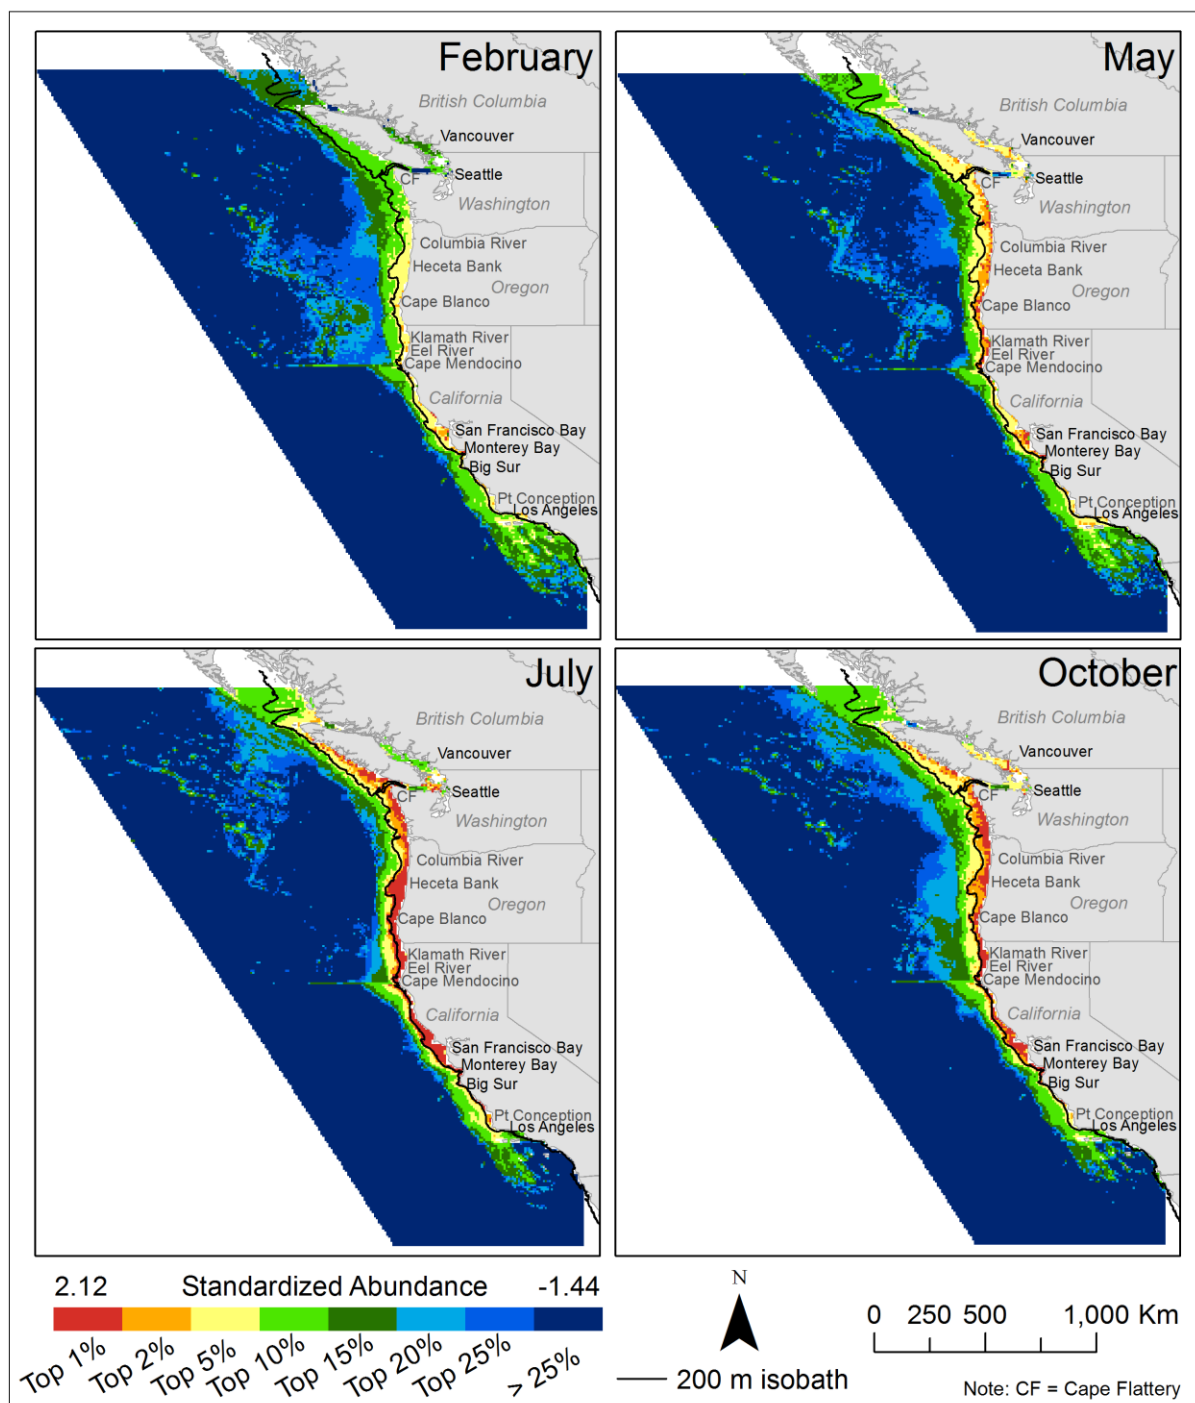 February
British Columbia
Vancouver
CF
Seattle
Washington
Columbia River
Heceta Bank
Oregon
Cape Blanco
Klamath River
Eel River
Cape Mendocino
California
San Francisco Bay
Monterey Bay
Big Sur
Pt Conception
Los Angeles
May
British Columbia
Vancouver
CF
Seattle
Washington
Columbia River
Heceta Bank
Oregon
Cape Blanco
Klamath River
Eel River
Cape Mendocino
California
San Francisco Bay
Monterey Bay
Big Sur
Pt Conception
Los Angeles
July
British Columbia
Vancouver
CF
Seattle
Washington
Columbia River
Heceta Bank
Oregon
Cape Blanco
Klamath River
Eel River
Cape Mendocino
California
San Francisco Bay
Monterey Bay
Big Sur
Pt Conception
Los Angeles
October
British Columbia
Vancouver
CF
Seattle
Washington
Columbia River
Heceta Bank
Oregon
Cape Blanco
Klamath River
Eel River
Cape Mendocino
California
San Francisco Bay
Monterey Bay
Big Sur
Pt Conception
Los Angeles
2.12 Standardized Abundance -1.44
Top 1% Top 2% Top 5% Top 10% Top 15% Top 20% Top 25% > 25%
N
200 m isobath
0 250 500 1,000 Km
Note: CF = Cape Flattery